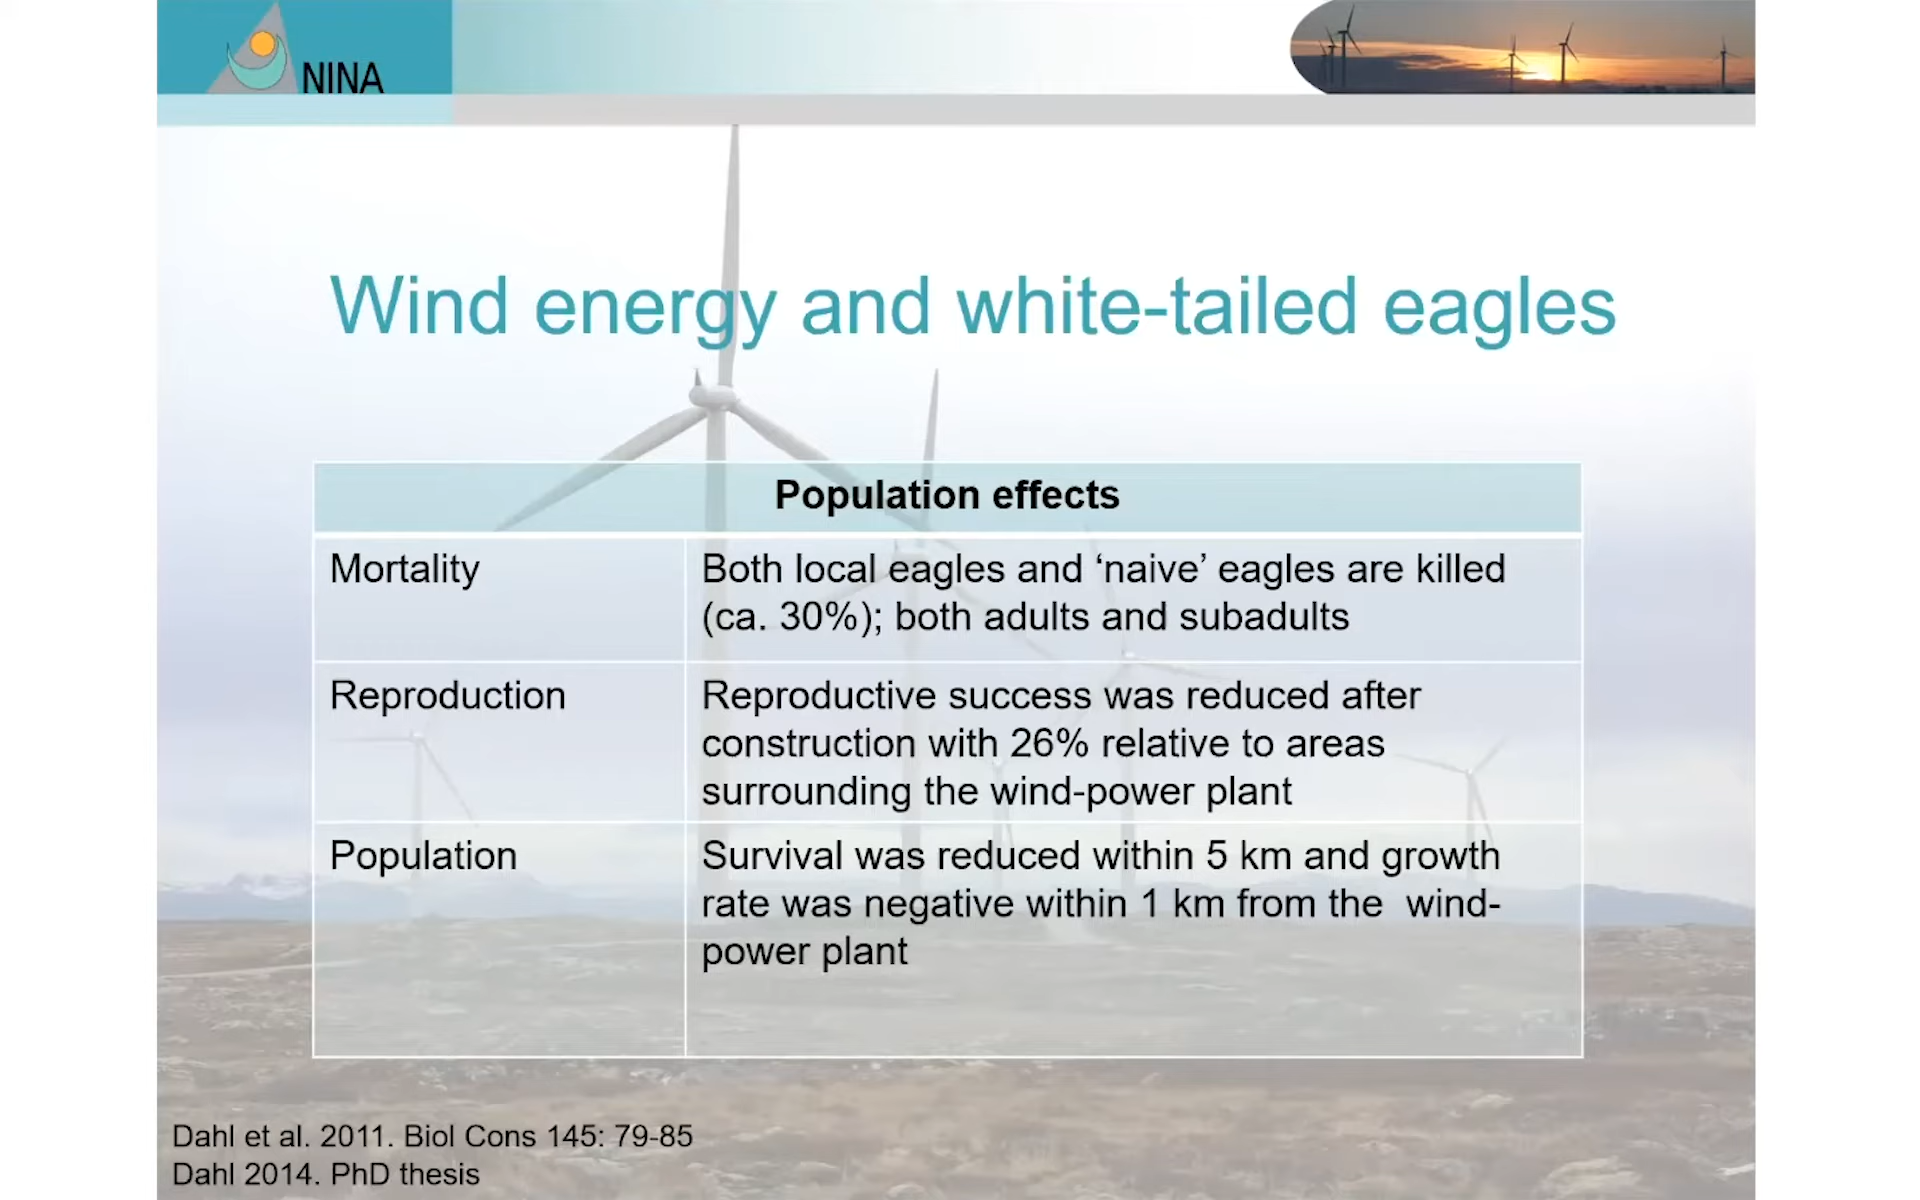 NINA
Wind energy and white-tailed eagles
Population effects
Mortality
Both local eagles and ‘naive’ eagles are killed
(ca. 30%); both adults and subadults
Reproduction
Reproductive success was reduced after
construction with 26% relative to areas
surrounding the wind-power plant
Population
Survival was reduced within 5 km and growth
rate was negative within 1 km from the  wind-
power plant
Dahl et al. 2011. Biol Cons 145: 79-85
Dahl 2014. PhD thesis